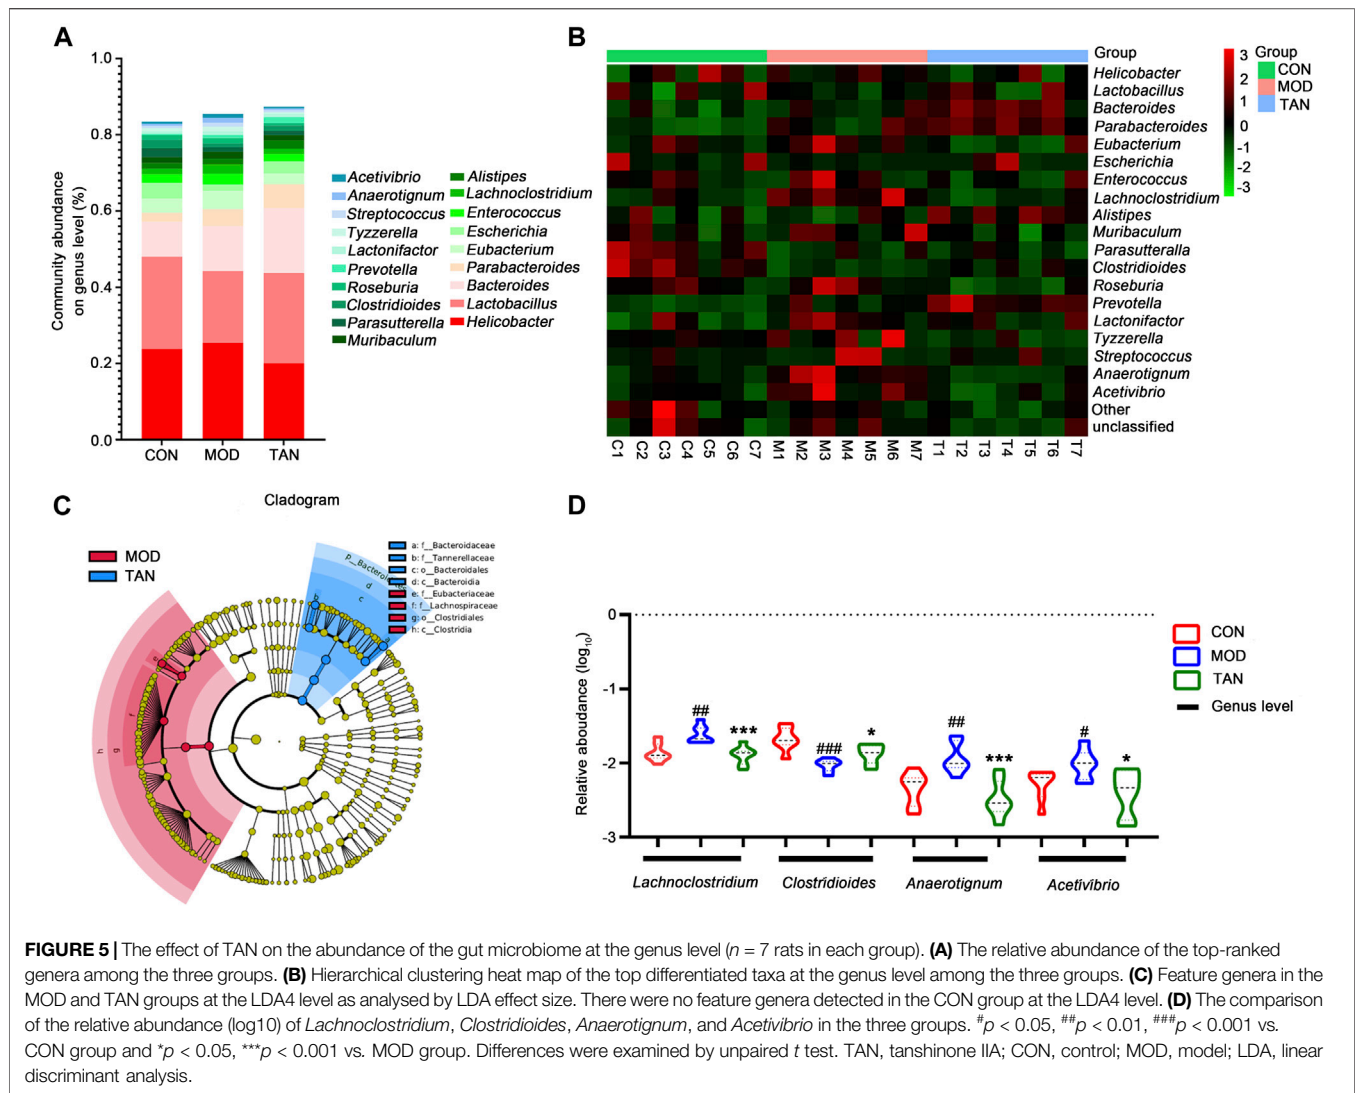 A
1.0
0.8
0.6
0.4
0.2
0.0
Community abundance
on genus level (%)
CON MOD TAN
Acetivibrio
Anaerotignum
Streptococcus
Tyzzerella
Lactonifactor
Prevotella
Roseburia
Clostridioides
Parasutterella
Muribaculum
Alistipes
Lachnoclostridium
Enterococcus
Escherichia
Eubacterium
Parabacteroides
Bacteroides
Lactobacillus
Helicobacter
B
Group
Helicobacter
Lactobacillus
Bacteroides
Parabacteroides
Eubacterium
Escherichia
Enterococcus
Lachnoclostridium
Alistipes
Muribaculum
Parasutteralla
Clostridioides
Roseburia
Prevotella
Lactonifactor
Tyzzerella
Streptococcus
Anaerotignum
Acetivibrio
Other
unclassified
C1 C2 C3 C4 C5 C6 C7 M1 M2 M3 M4 M5 M6 M7 T1 T2 T3 T4 T5 T6 T7
3
2
1
0
-1
-2
-3
Group
CON
MOD
TAN
C
Cladogram
MOD
TAN
a: f__Bacteroidaceae
b: f__Tannerellaceae
c: o__Bacteroidales
d: c__Bacteroidia
e: f__Eubacteriaceae
f: f__Lachnospiraceae
g: o__Clostridiales
h: c__Clostridia
d
c
b
a
e
f
g
h
D
0
-1
-2
-3
Relative aboudance (log10)
## *** ### * ## *** # *
Lachnoclostridium Clostridioides Anaerotignum Acetivibrio
CON
MOD
TAN
Genus level
FIGURE 5 | The effect of TAN on the abundance of the gut microbiome at the genus level (n = 7 rats in each group). (A) The relative abundance of the top-ranked
genera among the three groups. (B) Hierarchical clustering heat map of the top differentiated taxa at the genus level among the three groups. (C) Feature genera in the
MOD and TAN groups at the LDA4 level as analysed by LDA effect size. There were no feature genera detected in the CON group at the LDA4 level. (D) The comparison
of the relative abundance (log10) of Lachnoclostridium, Clostridioides, Anaerotignum, and Acetivibrio in the three groups. #p < 0.05, ##p < 0.01, ###p < 0.001 vs.
CON group and *p < 0.05, ***p < 0.001 vs. MOD group. Differences were examined by unpaired t test. TAN, tanshinone IIA; CON, control; MOD, model; LDA, linear
discriminant analysis.